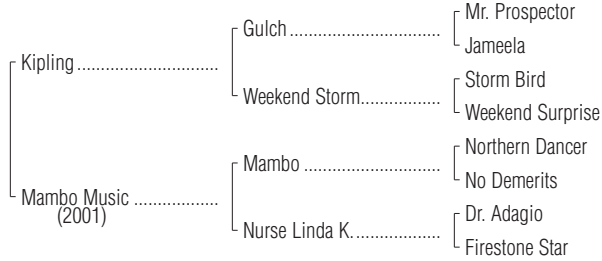 Mr. Prospector
Gulch ................................
Jameela
Kipling ..............................
Storm Bird
Weekend Storm.................
Weekend Surprise
Northern Dancer
Mambo .............................
No Demerits
Mambo Music ..................
(2001)
Dr. Adagio
Nurse Linda K. ..................
Firestone Star